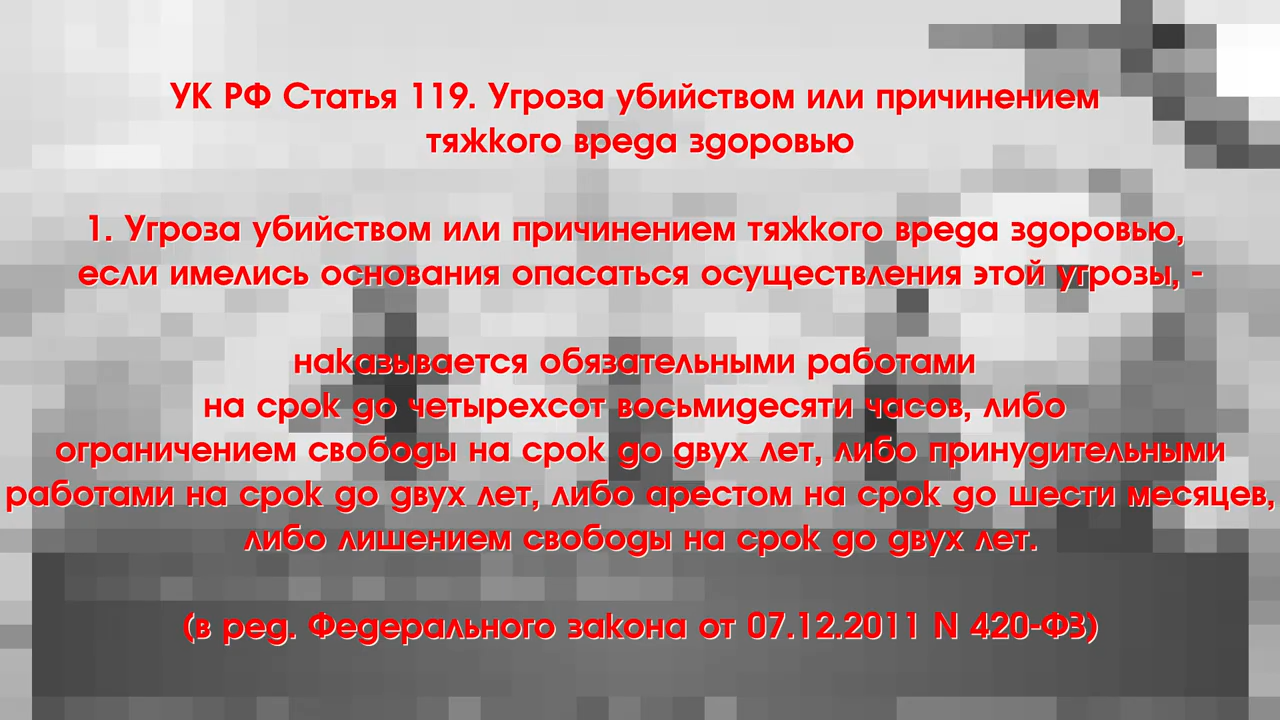 УК РФ Статья 119. Угроза убийством или причинением
тяжкого вреда здоровью
1. Угроза убийством или причинением тяжкого вреда здоровью,
если имелись основания опасаться осуществления этой угрозы, -
наказывается обязательными работами
на срок до четырехсот восьмидесяти часов, либо
ограничением свободы на срок до двух лет, либо принудительными
работами на срок до двух лет, либо арестом на срок до шести месяцев,
либо лишением свободы на срок до двух лет.
(в ред. Федерального закона от 07.12.2011 N 420-ФЗ)